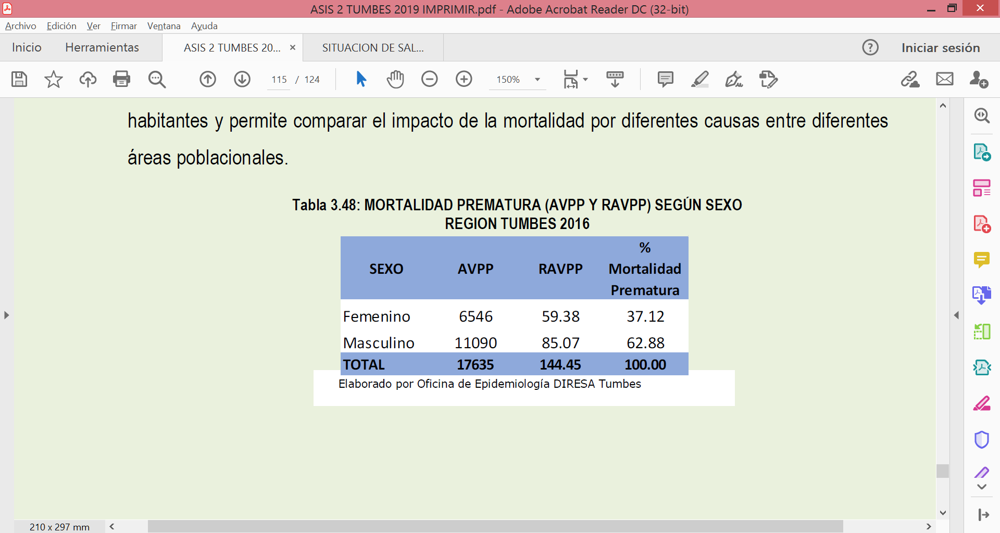 ASIS 2 TUMBES 2019 IMPRIMIR.pdf - Adobe Acrobat Reader DC (32-bit)
Archivo Edición Ver Firmar Ventana Ayuda
Inicio Herramientas ASIS 2 TUMBES 20... × SITUACION DE SAL... ? Iniciar sesión
115 / 124 150%
habitantes y permite comparar el impacto de la mortalidad por diferentes causas entre diferentes
áreas poblacionales.
Tabla 3.48: MORTALIDAD PREMATURA (AVPP Y RAVPP) SEGÚN SEXO
REGION TUMBES 2016
SEXO AVPP RAVPP % Mortalidad Prematura
Femenino 6546 59.38 37.12
Masculino 11090 85.07 62.88
TOTAL 17635 144.45 100.00
Elaborado por Oficina de Epidemiología DIRESA Tumbes
210 x 297 mm